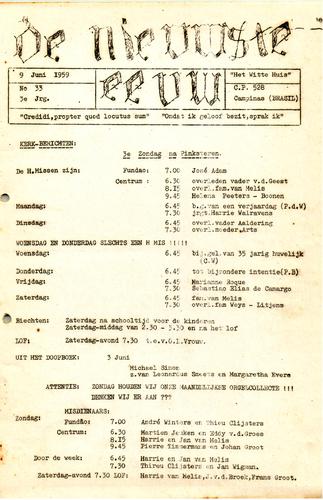 de nieuwste
eeuw
9 Juni 1959
No 33
3e Jrg.
"Het Witte Huis"
C.P. 528
Campinas (BRASIL)
"Credidi,propter quod locutus sum" "Omdat ik geloof bezit,sprak ik"
KERK-BERICHTEN:
3e Zondag na Pinksteren.
De H.Missen zijn: Fundao: 7.00 José Adam
Centrum : 6.30 overleden vader v.d.Geest
8.15 overl.fam.van Melis
9.45 Helena Peeters - Boonen
Maandag: 6.45 b.g.van een verjaardag (P.d.W)
7.30 jrgt.Harrie Walravens
Dinsdag: 6.45 overl.vader Aaldering
7.30 overl.moeder,Arts
WOENSDAG EN DONDERDAG SLECHTS EEN H MIS !!!!!
Woensdag: 6.45 bij.gel.van 35 jarig huwelijk
(C.W)
Donderdag: 6.45 tot bijzondere intentie(P.B)
Vrijdag: 6.45 Marianne Roque
7.30 Sebastino Elias de Camargo
Zaterdag: 6.45 fam.van Melis
7.30 overl.fam Weys - Litjens
Biechten: Zaterdag na schooltijd voor de kinderen
Zaterdag-middag van 2.30 - 3.30 en na het lof
LOF: Zaterdag-avond 7.30 t.e.v.O.L.Vrouw.
UIT HET DOOPBOEK: 3 Juni
Michael Simon
z.van Leonardus Smeets en Margaretha Evers
ATTENTIE: ZONDAG HOUDEN WIJ ONZE MAANDELIJKSE ORGELCOLLECTE !!!
DENKEN WIJ ER AAN ???
MISDIENAARS:
Zondag: Fundão: 7.00 André Winters en Thieu Clijsters
Centrum: 6.30 Martien Jenken en Eddy v.d.Groes
8.15 Harrie en Jan van Melis
9.45 Pierre Timmermans en Johan Groot.
Door de week: 6.45 Harrie en Jan van Melis
7.30 Thireu Clijsters en Jan Wigman.
Zaterdag-avond 7.30 LOF: Harrie van Melis,J.v.d.Broek,Frans Groot.